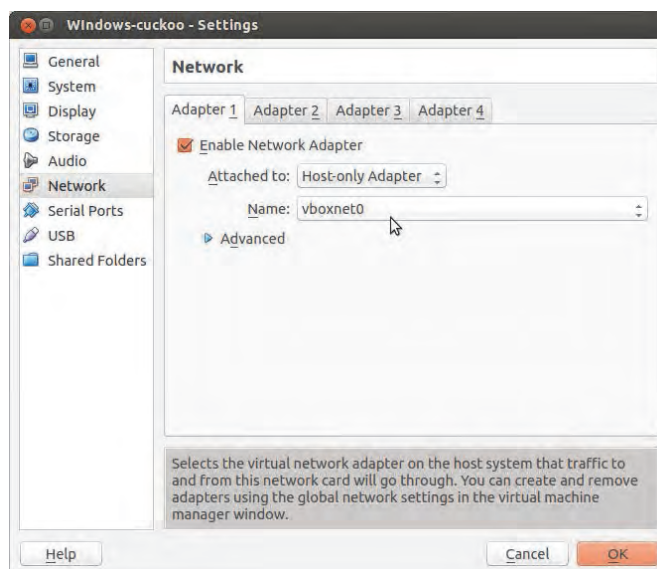 Windows-cuckoo - Settings
General
System
Display
Storage
Audio
Network
Serial Ports
USB
Shared Folders
Network
Adapter 1 Adapter 2 Adapter 3 Adapter 4
Enable Network Adapter
Attached to: Host-only Adapter
Name: vboxnet0
Advanced
Selects the virtual network adapter on the host system that traffic to
and from this network card will go through. You can create and remove
adapters using the global network settings in the virtual machine
manager window.
Help Cancel OK